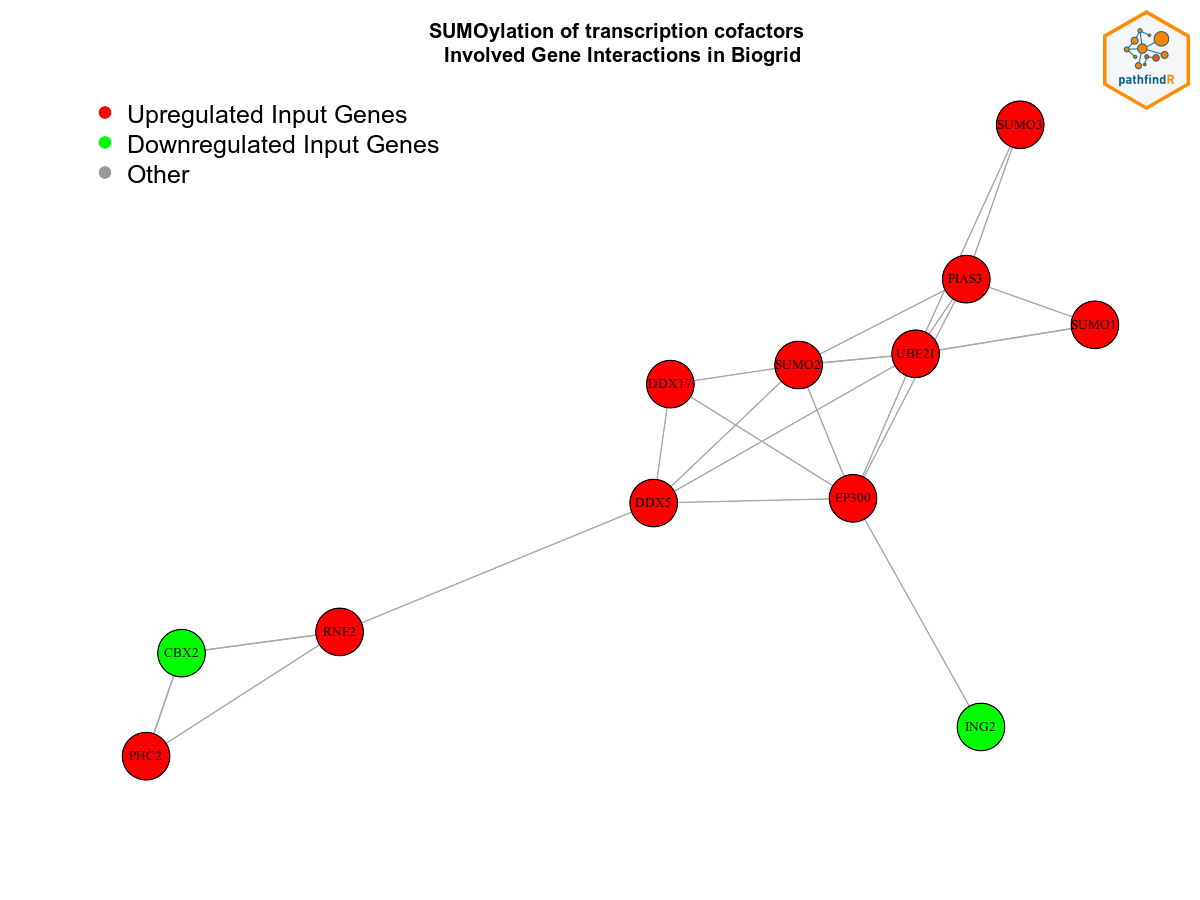 SUMOylation of transcription cofactors
Involved Gene Interactions in Biogrid
pathfindR
Upregulated Input Genes
Downregulated Input Genes
Other
SUMO3
PIAS3
SUMO1
UBE2I
SUMO2
DDX17
DDX5
EP300
RNF2
CBX2
PHC2
ING2